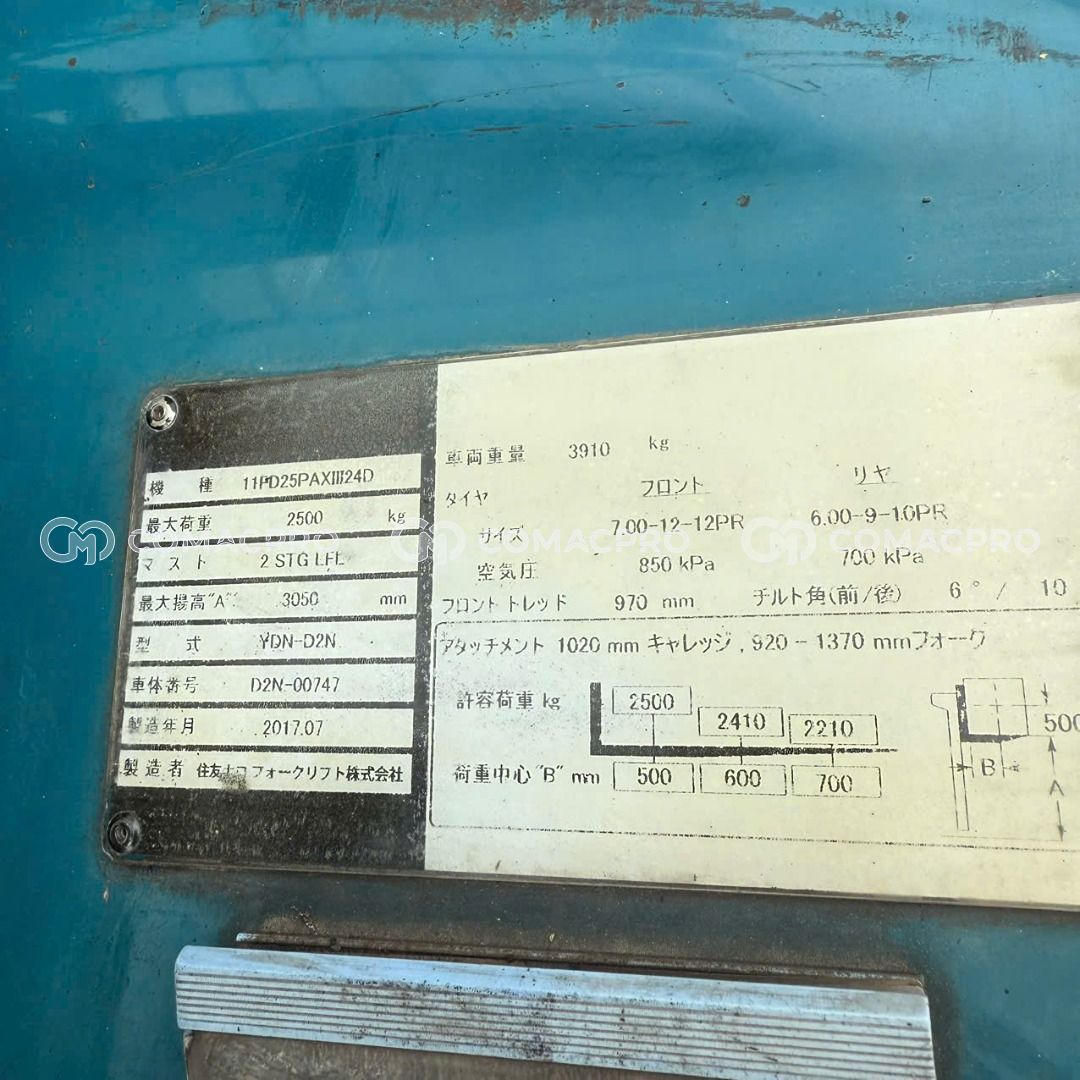 機 種 11PD25PAXIII24D
最大荷重 2500 kg
マスト 2 STG LFL
最大揚高"A" 3050 mm
型 式 YDN-D2N
車体番号 D2N-00747
製造年月 2017.07
製造者 住友ナコ フォークリフト株式会社
車両重量 3910 kg
タイヤ フロント リヤ
サイズ 7.00-12-12PR 6.00-9-10PR
空気圧 850 kPa 700 kPa
フロント トレッド 970 mm チルト角(前/後) 6° / 10
アタッチメント 1020 mm キャレッジ , 920 - 1370 mmフォーク
許容荷重 kg 2500 2410 2210
荷重中心"B" mm 500 600 700
500
B
A
COMACPRO COMACPRO COMACPRO